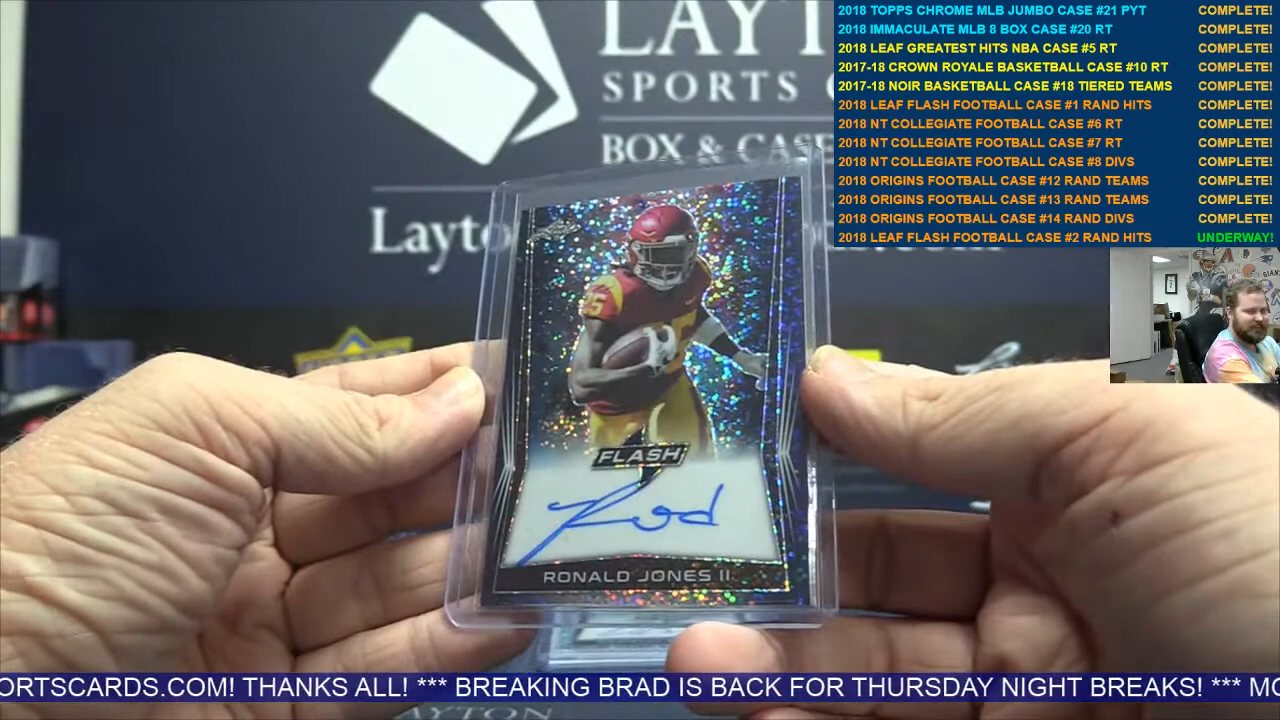 LAYT
SPORTS C
BOX & CASE
Layto
.com
2018 TOPPS CHROME MLB JUMBO CASE #21 PYT COMPLETE!
2018 IMMACULATE MLB 8 BOX CASE #20 RT COMPLETE!
2018 LEAF GREATEST HITS NBA CASE #5 RT COMPLETE!
2017-18 CROWN ROYALE BASKETBALL CASE #10 RT COMPLETE!
2017-18 NOIR BASKETBALL CASE #18 TIERED TEAMS COMPLETE!
2018 LEAF FLASH FOOTBALL CASE #1 RAND HITS COMPLETE!
2018 NT COLLEGIATE FOOTBALL CASE #6 RT COMPLETE!
2018 NT COLLEGIATE FOOTBALL CASE #7 RT COMPLETE!
2018 NT COLLEGIATE FOOTBALL CASE #8 DIVS COMPLETE!
2018 ORIGINS FOOTBALL CASE #12 RAND TEAMS COMPLETE!
2018 ORIGINS FOOTBALL CASE #13 RAND TEAMS COMPLETE!
2018 ORIGINS FOOTBALL CASE #14 RAND DIVS COMPLETE!
2018 LEAF FLASH FOOTBALL CASE #2 RAND HITS UNDERWAY!
FLASH
RONALD JONES II
ORTSCARDS.COM! THANKS ALL! *** BREAKING BRAD IS BACK FOR THURSDAY NIGHT BREAKS! *** MO
LAYTON